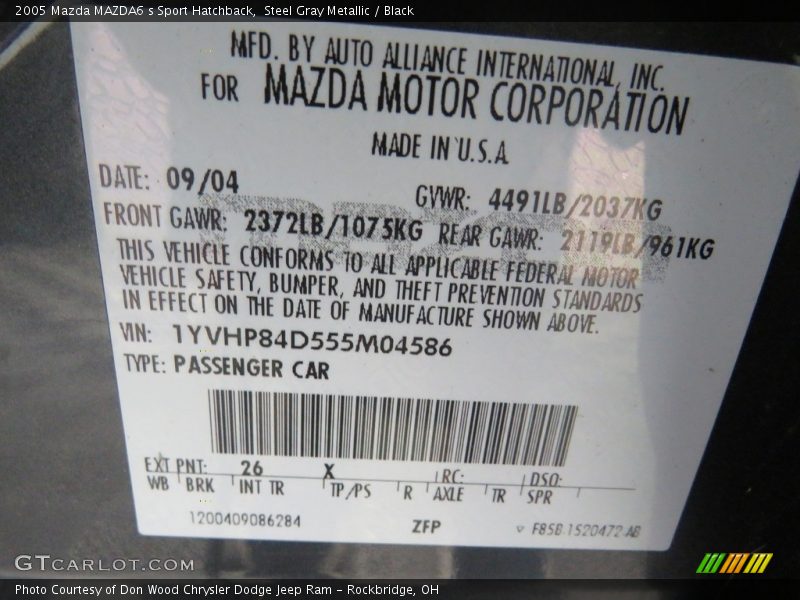 2005 Mazda MAZDA6 s Sport Hatchback,  Steel Gray Metallic / Black
MFD. BY AUTO ALLIANCE INTERNATIONAL, INC.
FOR MAZDA MOTOR CORPORATION
MADE IN U.S.A
DATE: 09/04
GVWR: 4491LB/2037KG
FRONT GAWR: 2372LB/1075KG REAR GAWR: 2119LB/961KG
THIS VEHICLE CONFORMS TO ALL APPLICABLE FEDERAL MOTOR
VEHICLE SAFETY, BUMPER, AND THEFT PREVENTION STANDARDS
IN EFFECT ON THE DATE OF MANUFACTURE SHOWN ABOVE.
VIN: 1YVHP84D555M04586
TYPE: PASSENGER CAR
EXT PNT: 26 X RC: DSO:
WB BRK INT TR TP/PS R AXLE TR SPR
1200409086284 ZFP F85B 1520472 AB
GTCARLOT.COM
Photo Courtesy of Don Wood Chrysler Dodge Jeep Ram – Rockbridge, OH